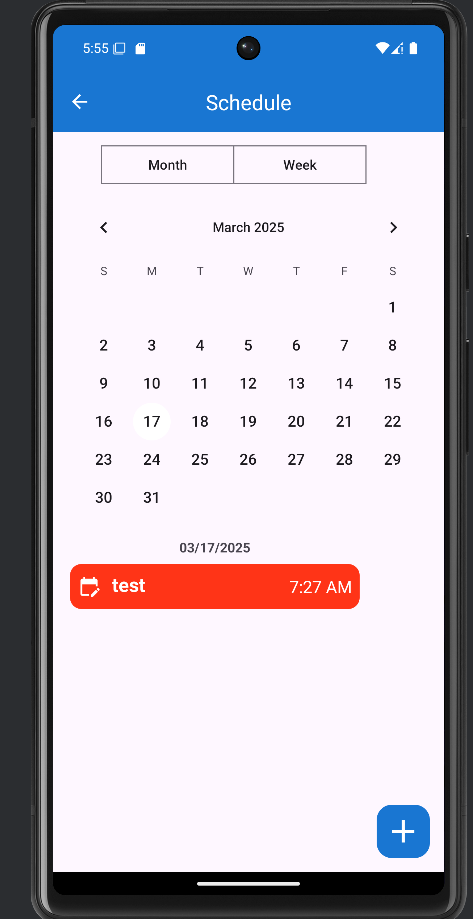 5:55
Schedule
Month Week
March 2025
S M T W T F S
1
2 3 4 5 6 7 8
9 10 11 12 13 14 15
16 17 18 19 20 21 22
23 24 25 26 27 28 29
30 31
03/17/2025
test 7:27 AM